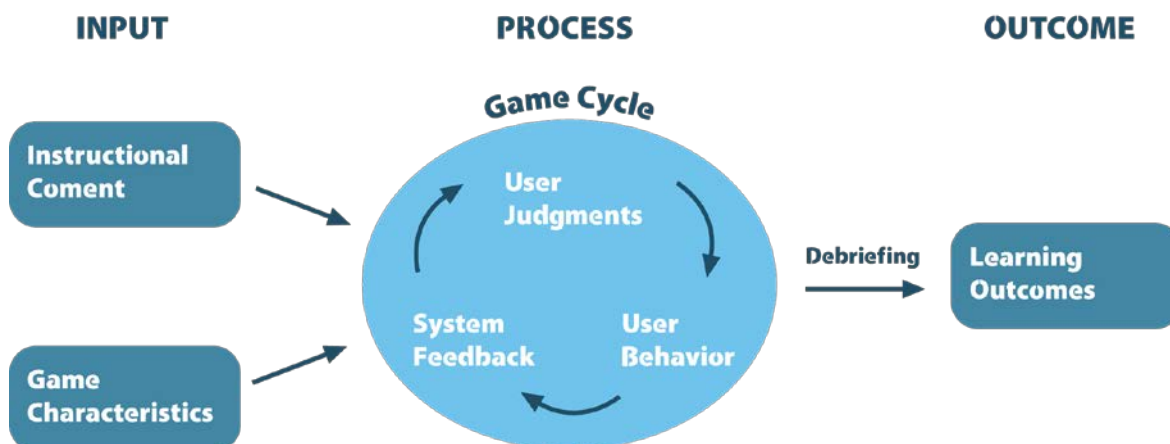 INPUT
PROCESS
OUTCOME
Game Cycle
Instructional
Coment
User
Judgments
Debriefing
Learning
Outcomes
System
Feedback
User
Behavior
Game
Characteristics